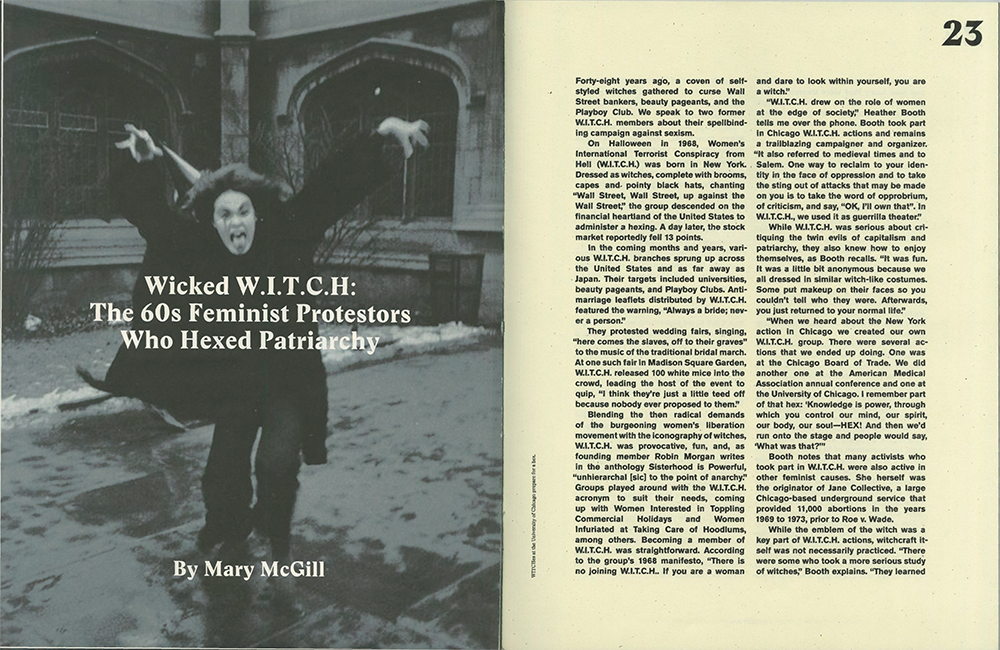 Wicked W.I.T.C.H:
The 60s Feminist Protestors
Who Hexed Patriarchy
By Mary McGill
23
Forty-eight years ago, a coven of self-
styled witches gathered to curse Wall
Street bankers, beauty pageants, and the
Playboy Club. We speak to two former
W.I.T.C.H. members about their spellbind-
ing campaign against sexism.
On Halloween in 1968, Women's
International Terrorist Conspiracy from
Hell (W.I.T.C.H.) was born in New York.
Dressed as witches, complete with brooms,
capes and pointy black hats, chanting
"Wall Street, Wall Street, up against the
Wall Street," the group descended on the
financial heartland of the United States to
administer a hexing. A day later, the stock
market reportedly fell 13 points.
In the coming months and years, vari-
ous W.I.T.C.H. branches sprung up across
the United States and as far away as
Japan. Their targets included universities,
beauty pageants, and Playboy Clubs. Anti-
marriage leaflets distributed by W.I.T.C.H.
featured the warning, "Always a bride; nev-
er a person."
They protested wedding fairs, singing,
"here comes the slaves, off to their graves"
to the music of the traditional bridal march.
At one such fair in Madison Square Garden,
W.I.T.C.H. released 100 white mice into the
crowd, leading the host of the event to
quip, "I think they're just a little teed off
because nobody ever proposed to them."
Blending the then radical demands
of the burgeoning women's liberation
movement with the iconography of witches,
W.I.T.C.H. was provocative, fun, and, as
founding member Robin Morgan writes
in the anthology Sisterhood is Powerful,
"unhierarchal [sic] to the point of anarchy."
Groups played around with the W.I.T.C.H.
acronym to suit their needs, coming
up with Women Interested in Toppling
Commercial Holidays and Women
Infuriated at Taking Care of Hoodlums,
among others. Becoming a member of
W.I.T.C.H. was straightforward. According
to the group's 1968 manifesto, "There is
no joining W.I.T.C.H.. If you are a woman
and dare to look within yourself, you are
a witch."
"W.I.T.C.H. drew on the role of women
at the edge of society," Heather Booth
tells me over the phone. Booth took part
in Chicago W.I.T.C.H. actions and remains
a trailblazing campaigner and organizer.
"It also referred to medieval times and to
Salem. One way to reclaim to your iden-
tity in the face of oppression and to take
the sting out of attacks that may be made
on you is to take the word of opprobrium,
of criticism, and say, "OK, I'll own that". In
W.I.T.C.H., we used it as guerrilla theater."
While W.I.T.C.H. was serious about cri-
tiquing the twin evils of capitalism and
patriarchy, they also knew how to enjoy
themselves, as Booth recalls. "It was fun.
It was a little bit anonymous because we
all dressed in similar witch-like costumes.
Some put makeup on their faces so you
couldn't tell who they were. Afterwards,
you just returned to your normal life."
"When we heard about the New York
action in Chicago we created our own
W.I.T.C.H. group. There were several ac-
tions that we ended up doing. One was
at the Chicago Board of Trade. We did
another one at the American Medical
Association annual conference and one at
the University of Chicago. I remember part
of that hex: 'Knowledge is power, through
which you control our mind, our spirit,
our body, our soul—HEX! And then we'd
run onto the stage and people would say,
'What was that?'"
Booth notes that many activists who
took part in W.I.T.C.H. were also active in
other feminist causes. She herself was
the originator of Jane Collective, a large
Chicago-based underground service that
provided 11,000 abortions in the years
1969 to 1973, prior to Roe v. Wade.
While the emblem of the witch was a
key part of W.I.T.C.H. actions, witchcraft it-
self was not necessarily practiced. "There
were some who took a more serious study
of witches," Booth explains. "They learned
WITCHes at the University of Chicago prepare for a hex.